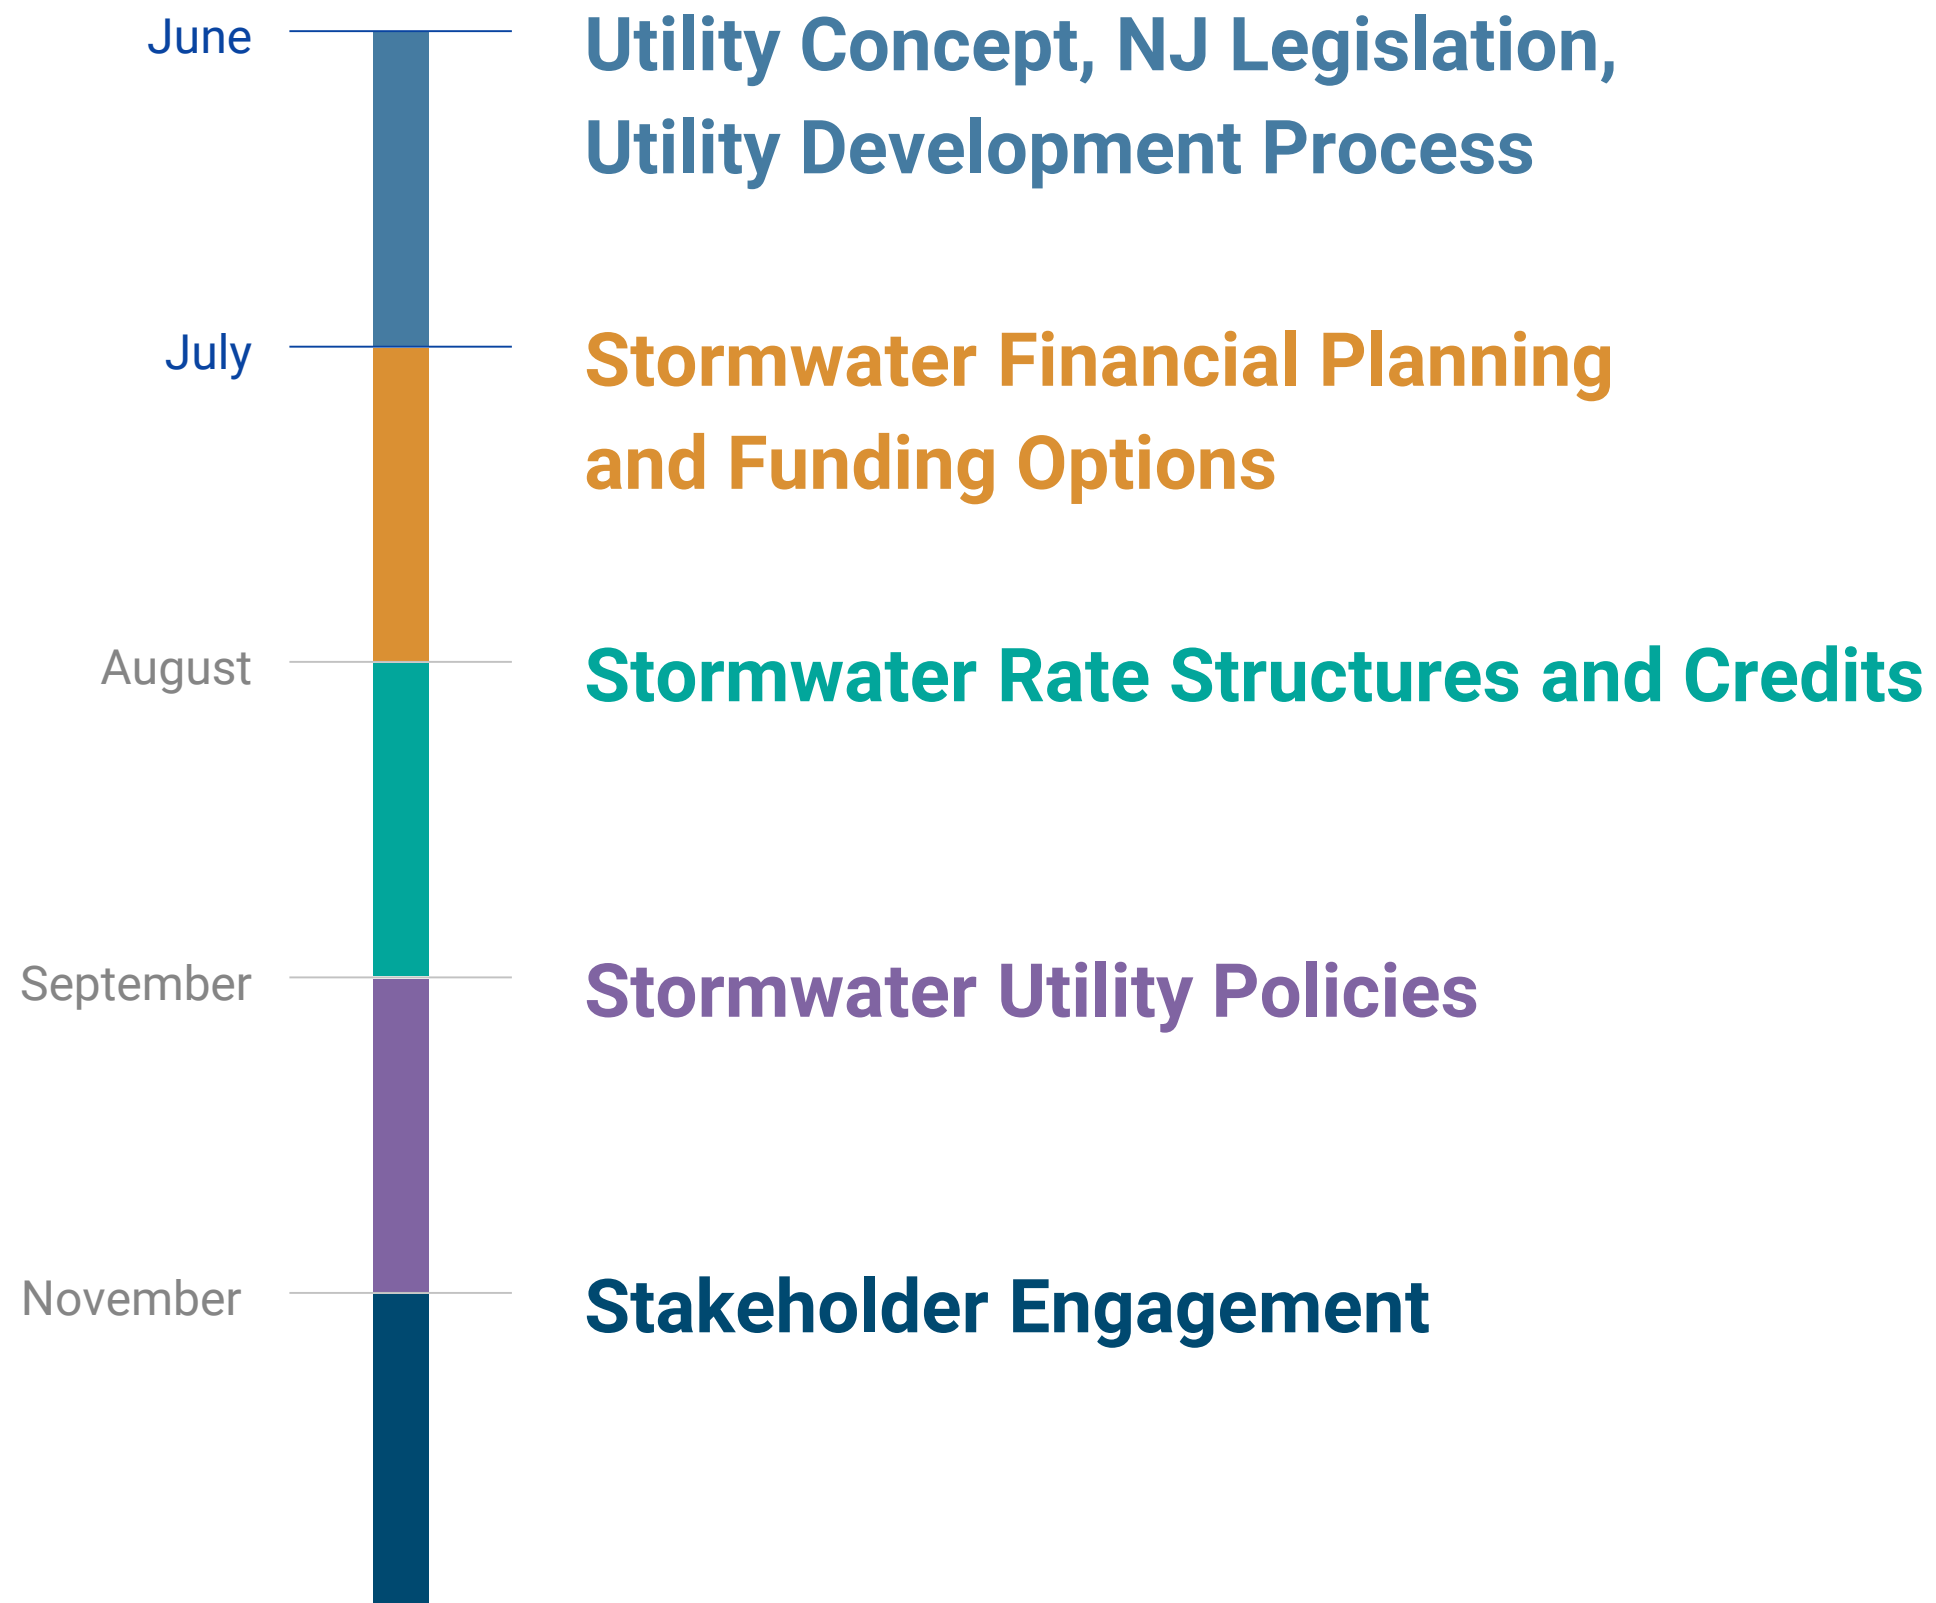 June
Utility Concept, NJ Legislation,
Utility Development Process
July
Stormwater Financial Planning
and Funding Options
August
Stormwater Rate Structures and Credits
September
Stormwater Utility Policies
November
Stakeholder Engagement